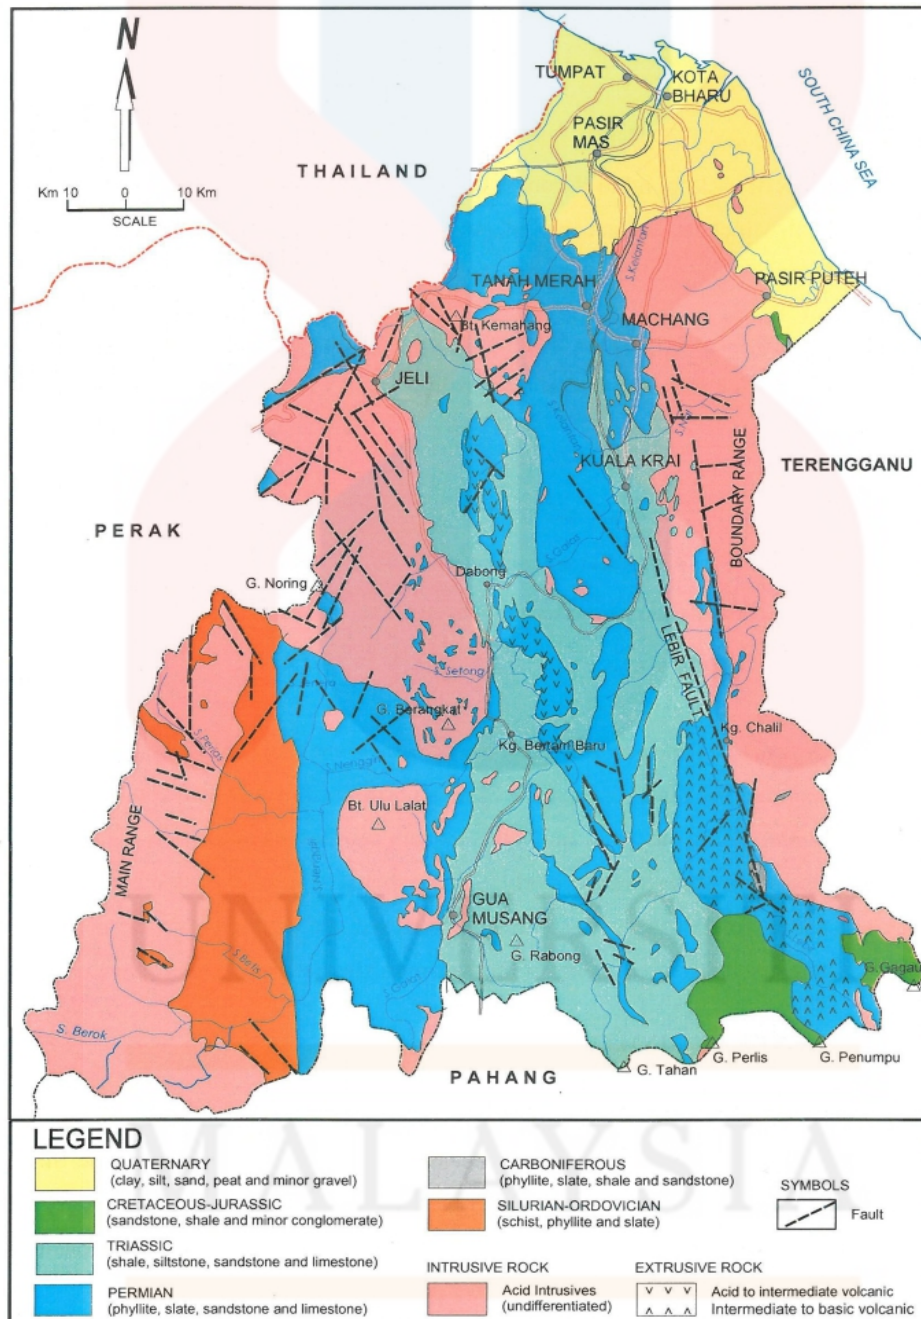 N
Km 10 0 10 Km
SCALE
THAILAND
SOUTH CHINA SEA
TUMPAT
KOTA
BHARU
PASIR
MAS
S.Kelantan
TANAH MERAH
PASIR PUTEH
Bt. Kemahang
MACHANG
JELI
KUALA KRAI
TERENGGANU
BOUNDARY RANGE
PERAK
S.Galas
Dabong
G. Noring
LEBIR FAULT
S. Setong
G. Berangkat
Kg. Chalil
Kg. Bertam Baru
S.Nenggiri
Bt. Ulu Lalat
MAIN RANGE
GUA
MUSANG
G. Rabong
S.Betis
G. Gagau
S. Berok
G. Perlis
G. Penumpu
G. Tahan
PAHANG
UNIVERSITI
MALAYSIA
LEGEND
QUATERNARY
(clay, silt, sand, peat and minor gravel)
CRETACEOUS-JURASSIC
(sandstone, shale and minor conglomerate)
TRIASSIC
(shale, siltstone, sandstone and limestone)
PERMIAN
(phyllite, slate, sandstone and limestone)
CARBONIFEROUS
(phyllite, slate, shale and sandstone)
SILURIAN-ORDOVICIAN
(schist, phyllite and slate)
INTRUSIVE ROCK
Acid Intrusives
(undifferentiated)
SYMBOLS
Fault
EXTRUSIVE ROCK
Acid to intermediate volcanic
Intermediate to basic volcanic